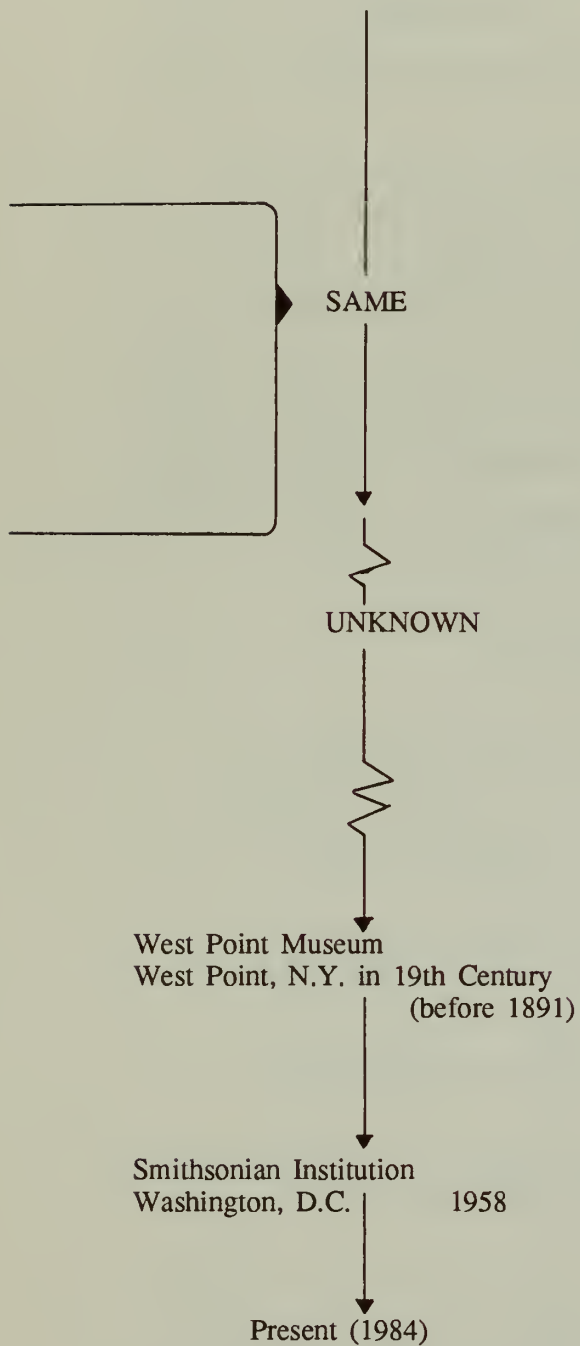 SAME
UNKNOWN
West Point Museum
West Point, N.Y. in 19th Century
(before 1891)
Smithsonian Institution
Washington, D.C. 1958
Present (1984)